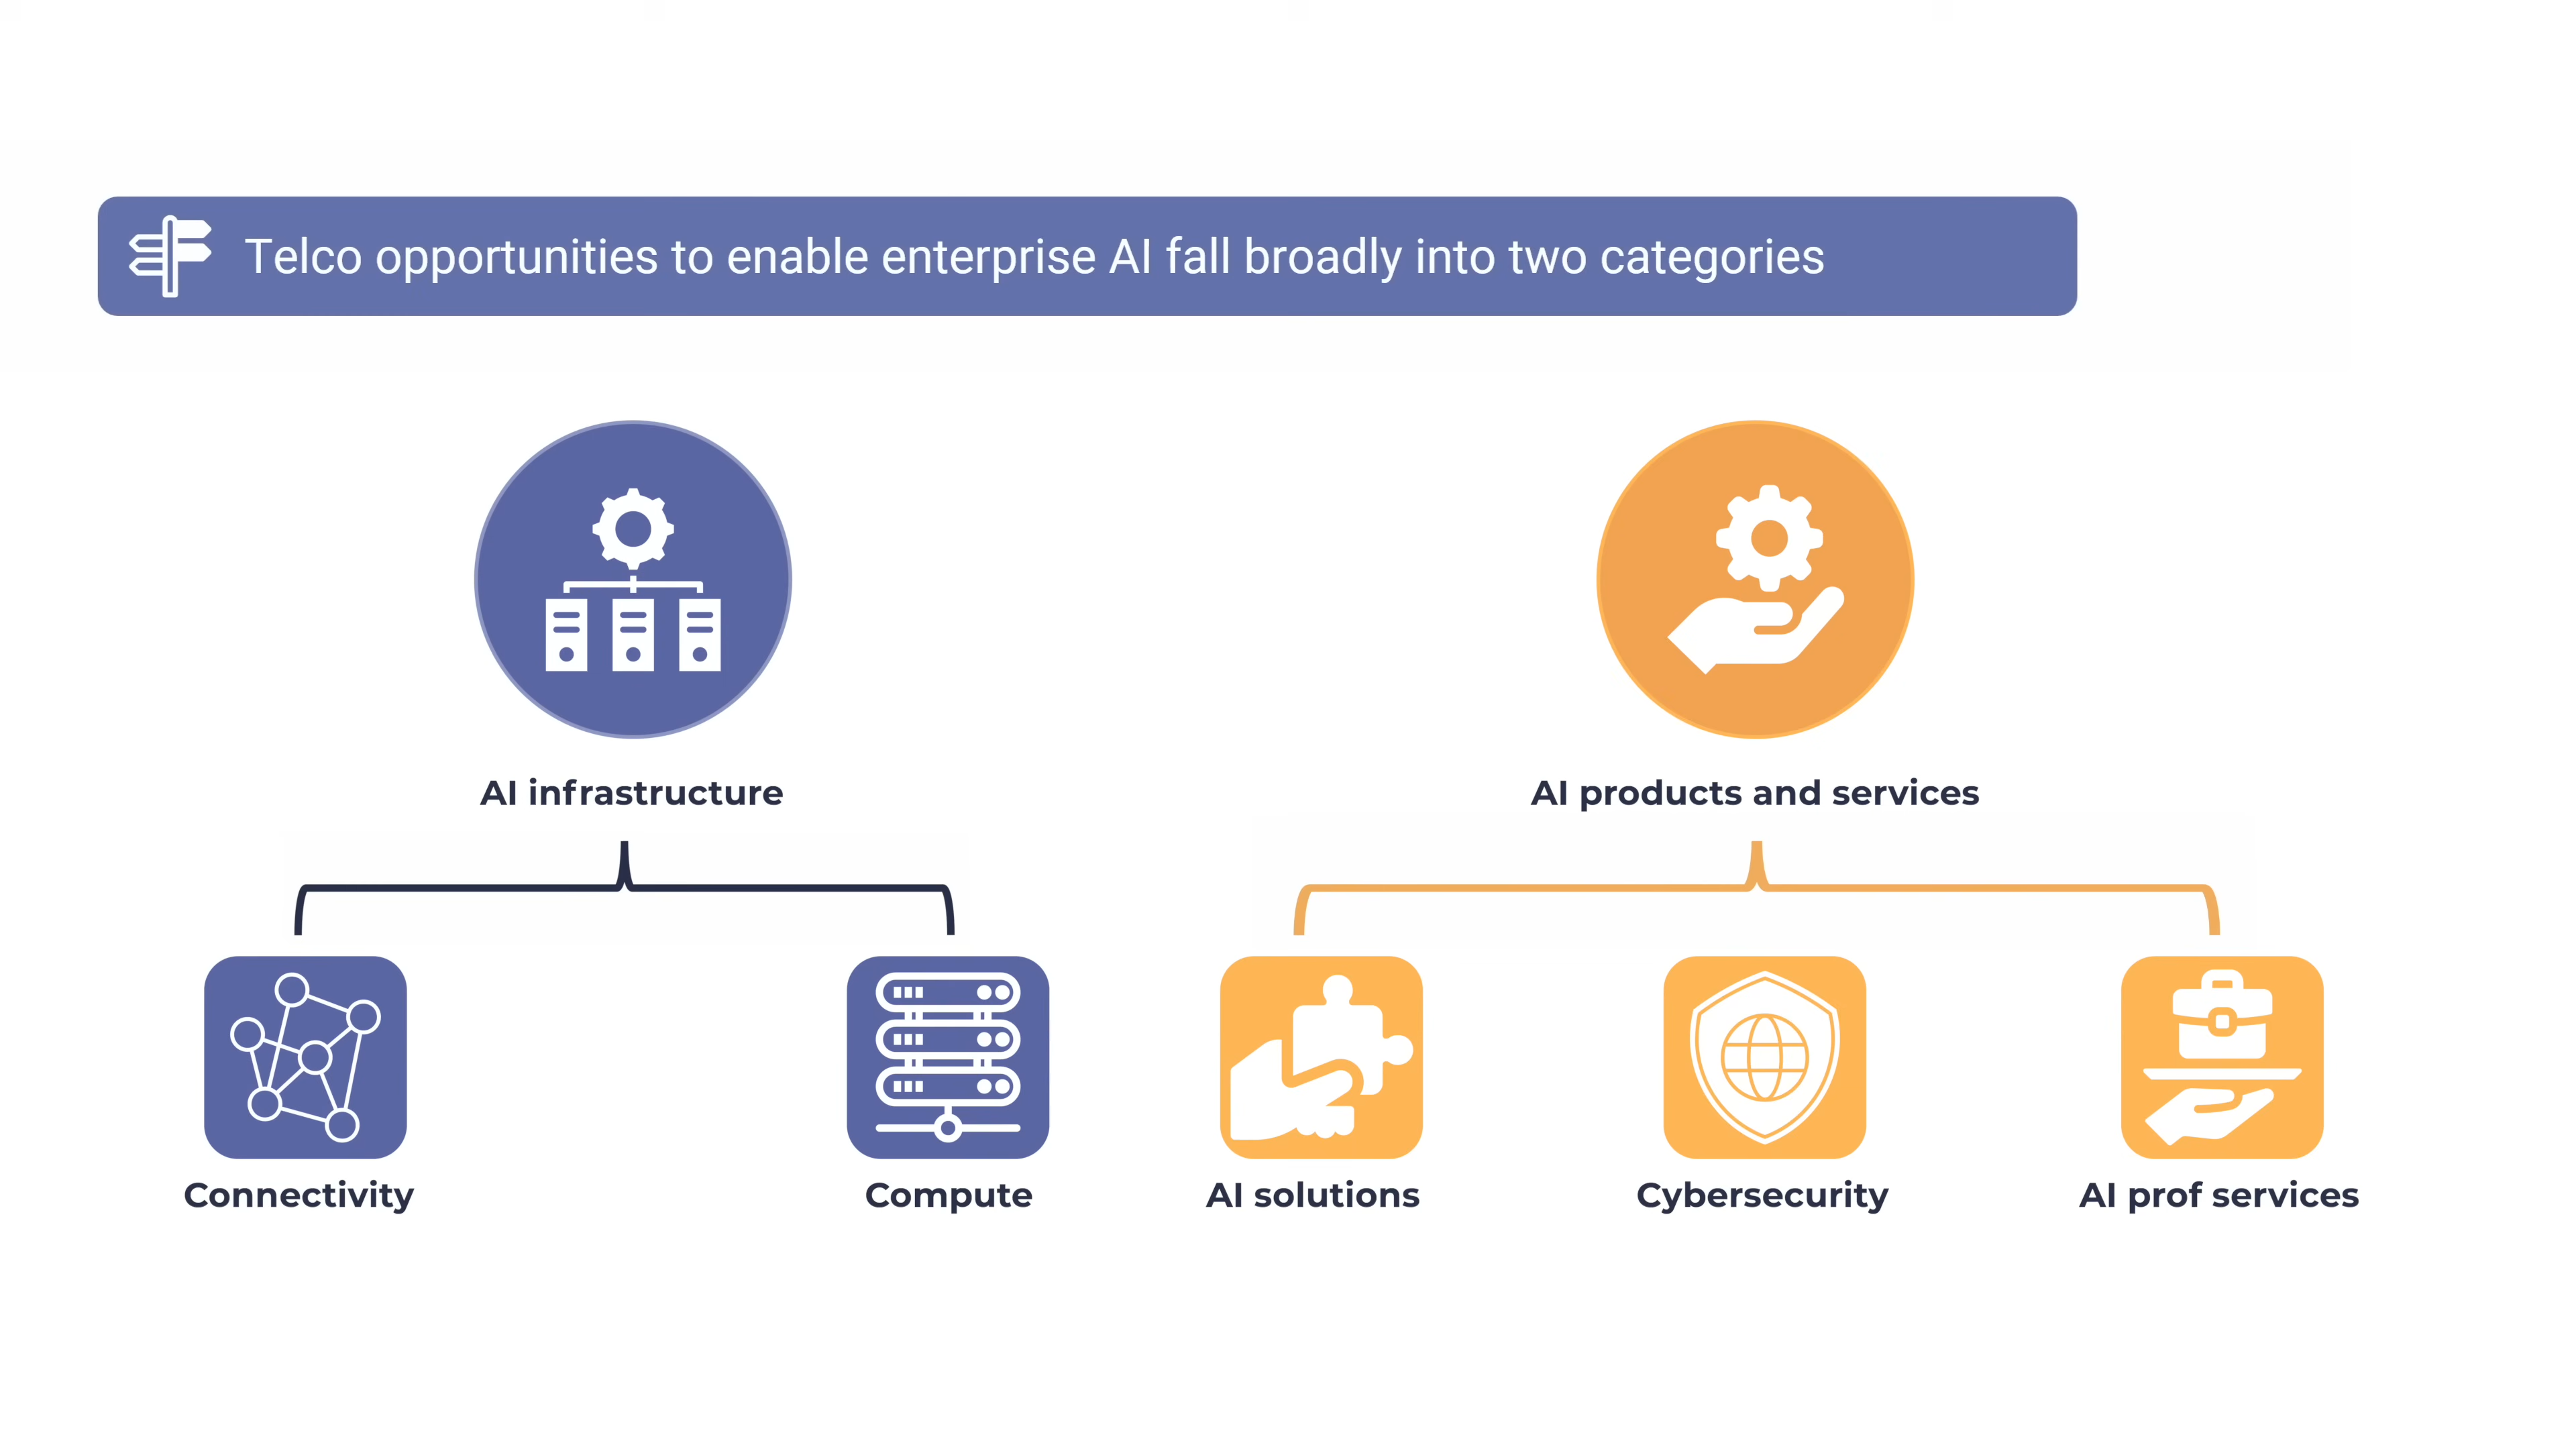 Telco opportunities to enable enterprise AI fall broadly into two categories
AI infrastructure
AI products and services
Connectivity
Compute
AI solutions
Cybersecurity
AI prof services